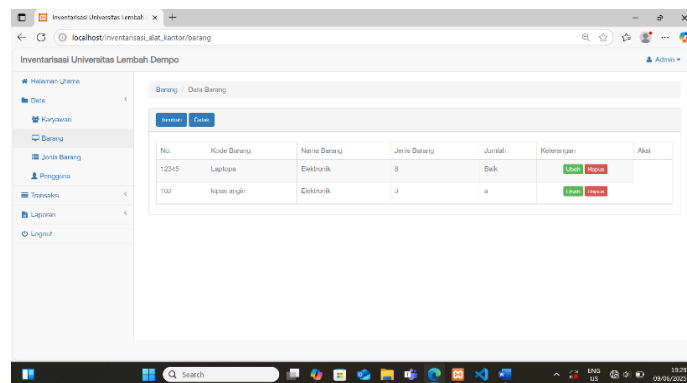 Inventarisasi Universitas Lembah
localhost/inventarisasi_alat_kantor/barang
Inventarisasi Universitas Lembah Dempo
Admin
Halaman Utama
Data
Karyawan
Barang
Jenis Barang
Pengguna
Transaksi
Laporan
Logout
Barang / Data Barang
Tambah Cetak
No. Kode Barang Nama Barang Jenis Barang Jumlah Keterangan Aksi
12345 Laptops Elektronik 8 Baik Ubah Hapus
kipas angin Elektronik Ubah Hapus
Search
ENG
US
19:29
09/06/2025